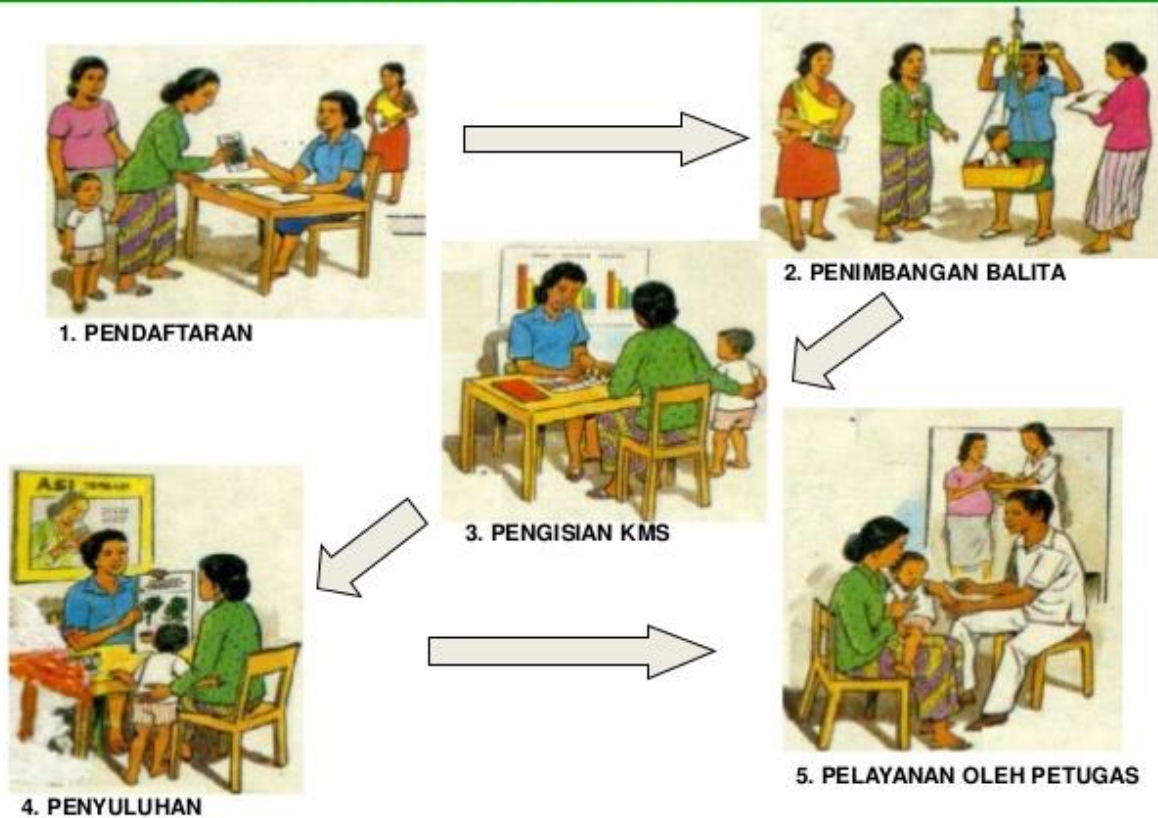 1. PENDAFTARAN
2. PENIMBANGAN BALITA
3. PENGISIAN KMS
ASI
4. PENYULUHAN
5. PELAYANAN OLEH PETUGAS